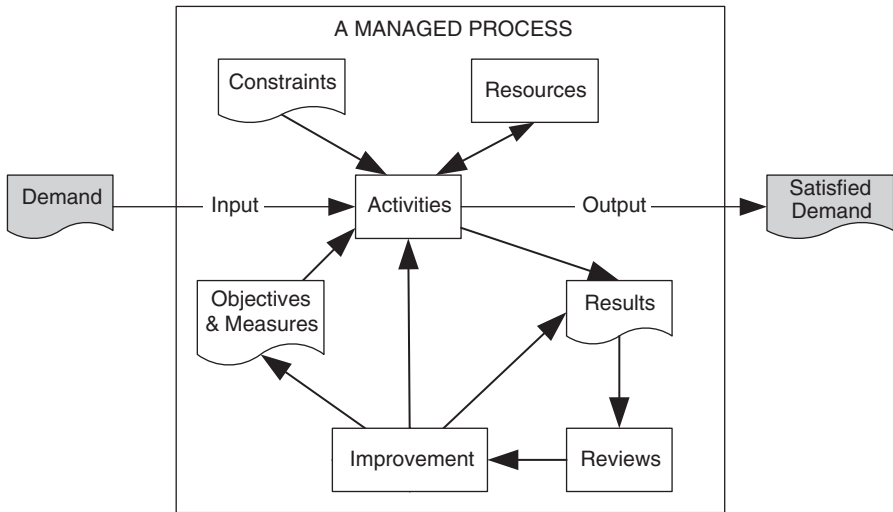 A MANAGED PROCESS
Constraints
Resources
Demand
Input
Activities
Output
Satisfied
Demand
Objectives
& Measures
Results
Improvement
Reviews